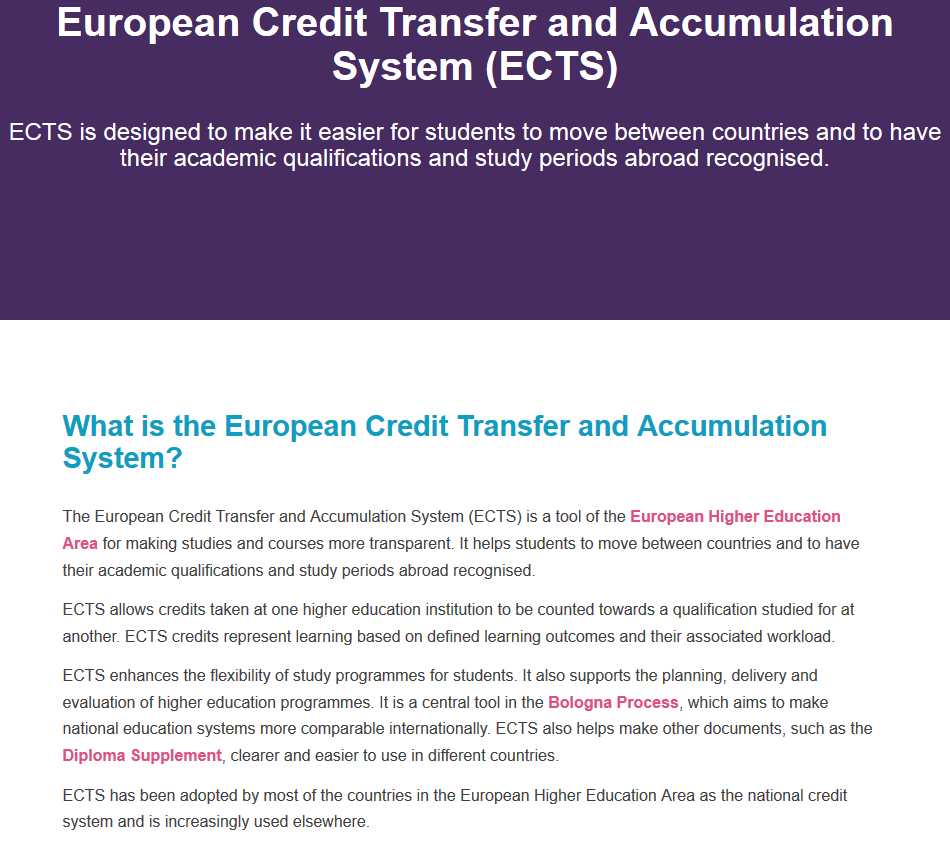 European Credit Transfer and Accumulation
System (ECTS)
ECTS is designed to make it easier for students to move between countries and to have
their academic qualifications and study periods abroad recognised.
What is the European Credit Transfer and Accumulation
System?
The European Credit Transfer and Accumulation System (ECTS) is a tool of the European Higher Education
Area for making studies and courses more transparent. It helps students to move between countries and to have
their academic qualifications and study periods abroad recognised.
ECTS allows credits taken at one higher education institution to be counted towards a qualification studied for at
another. ECTS credits represent learning based on defined learning outcomes and their associated workload.
ECTS enhances the flexibility of study programmes for students. It also supports the planning, delivery and
evaluation of higher education programmes. It is a central tool in the Bologna Process, which aims to make
national education systems more comparable internationally. ECTS also helps make other documents, such as the
Diploma Supplement, clearer and easier to use in different countries.
ECTS has been adopted by most of the countries in the European Higher Education Area as the national credit
system and is increasingly used elsewhere.